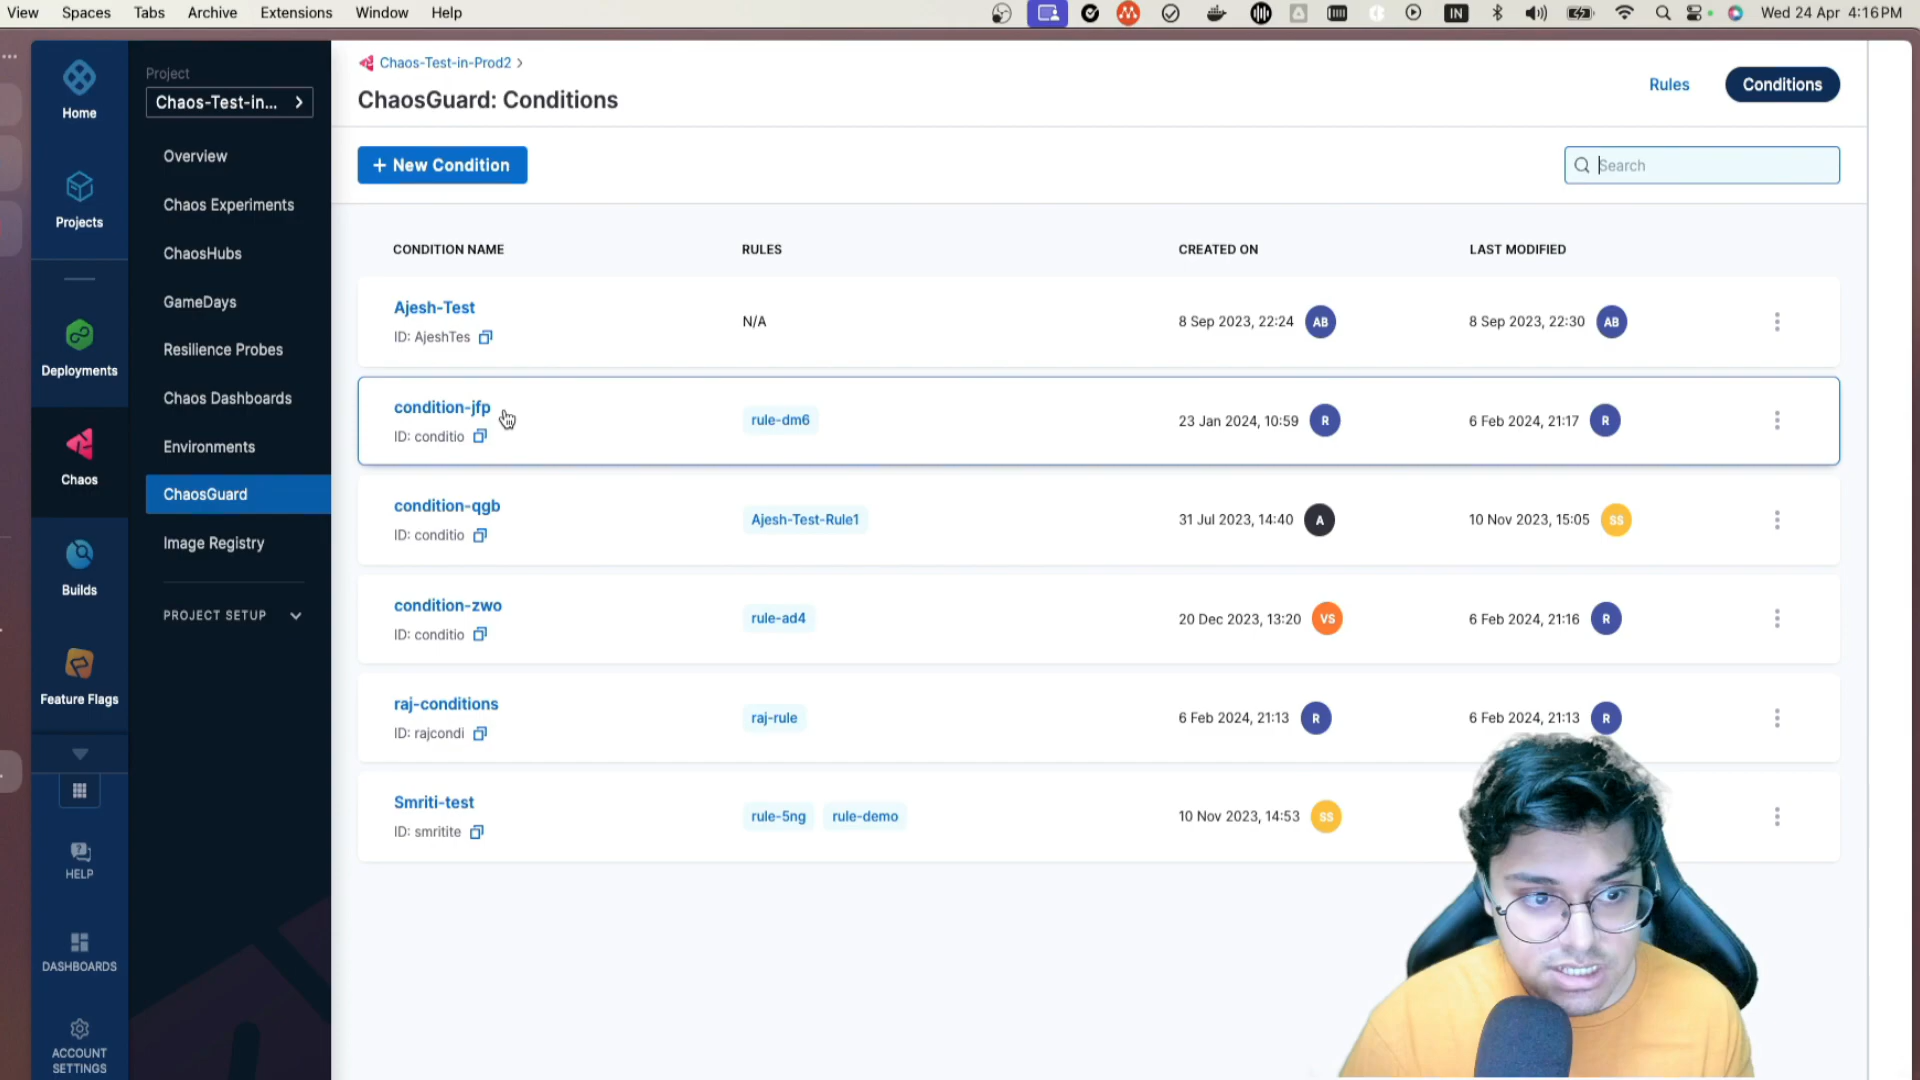 View Spaces Tabs Archive Extensions Window Help IN Wed 24 Apr 4:16 PM
Home
Projects
Deployments
Chaos
Builds
Feature Flags
HELP
DASHBOARDS
ACCOUNT
SETTINGS
Project
Chaos-Test-in...
Overview
Chaos Experiments
ChaosHubs
GameDays
Resilience Probes
Chaos Dashboards
Environments
ChaosGuard
Image Registry
PROJECT SETUP
Chaos-Test-in-Prod2
ChaosGuard: Conditions
Rules Conditions
+ New Condition
Search
CONDITION NAME RULES CREATED ON LAST MODIFIED
Ajesh-Test
ID: AjeshTes
N/A 8 Sep 2023, 22:24 AB 8 Sep 2023, 22:30 AB
condition-jfp
ID: conditio
rule-dm6 23 Jan 2024, 10:59 R 6 Feb 2024, 21:17 R
condition-qgb
ID: conditio
Ajesh-Test-Rule1 31 Jul 2023, 14:40 A 10 Nov 2023, 15:05 SS
condition-zwo
ID: conditio
rule-ad4 20 Dec 2023, 13:20 VS 6 Feb 2024, 21:16 R
raj-conditions
ID: rajcondi
raj-rule 6 Feb 2024, 21:13 R 6 Feb 2024, 21:13 R
Smriti-test
ID: smritite
rule-5ng rule-demo 10 Nov 2023, 14:53 SS